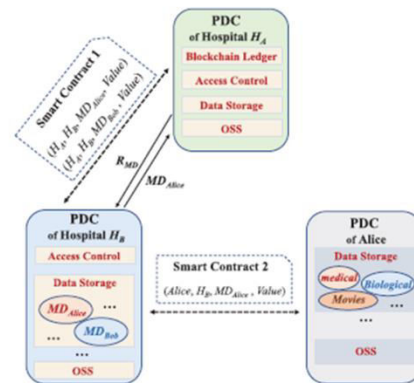 PDC
of Hospital H_A
Blockchain Ledger
Access Control
Data Storage
OSS
Smart Contract 1
(H_A, H_B, MD_Alice, Value)
(H_A, H_B, MD_Bob, Value)
R_MD
MD_Alice
PDC
of Hospital H_B
Access Control
Data Storage
MD_Alice
...
...
MD_Bob
...
OSS
Smart Contract 2
(Alice, H_B, MD_Alice, Value)
PDC
of Alice
Data Storage
medical
Biological
Movies
...
...
OSS